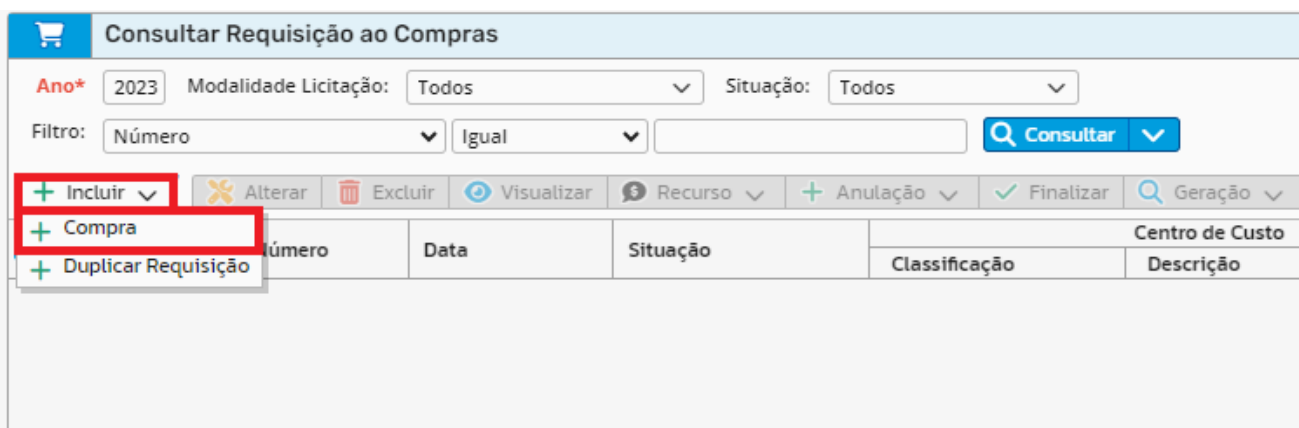 Consultar Requisição ao Compras
Ano* 2023 Modalidade Licitação: Todos Situação: Todos
Filtro: Número Igual Consultar
Incluir Alterar Excluir Visualizar Recurso Anulação Finalizar Geração
Compra
Duplicar Requisição
Número Data Situação Centro de Custo
Classificação Descrição